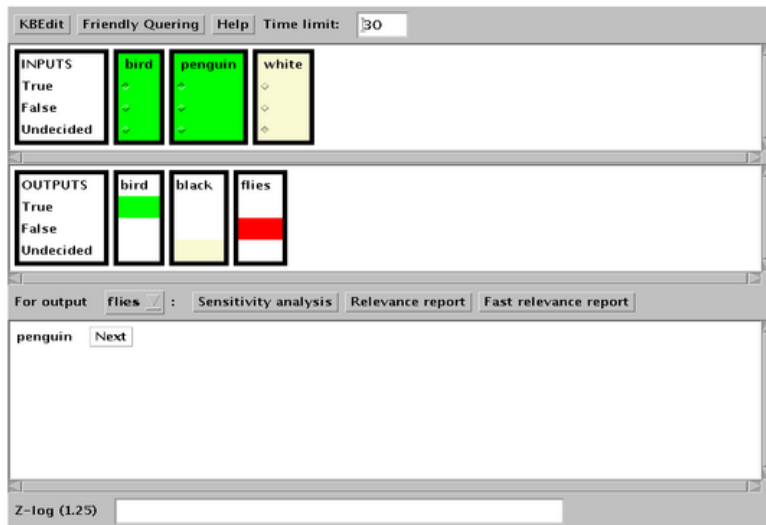 KBEdit Friendly Quering Help Time limit: 30
INPUTS bird penguin white
True
False
Undecided
OUTPUTS bird black flies
True
False
Undecided
For output flies : Sensitivity analysis Relevance report Fast relevance report
penguin Next
Z-log (1.25)